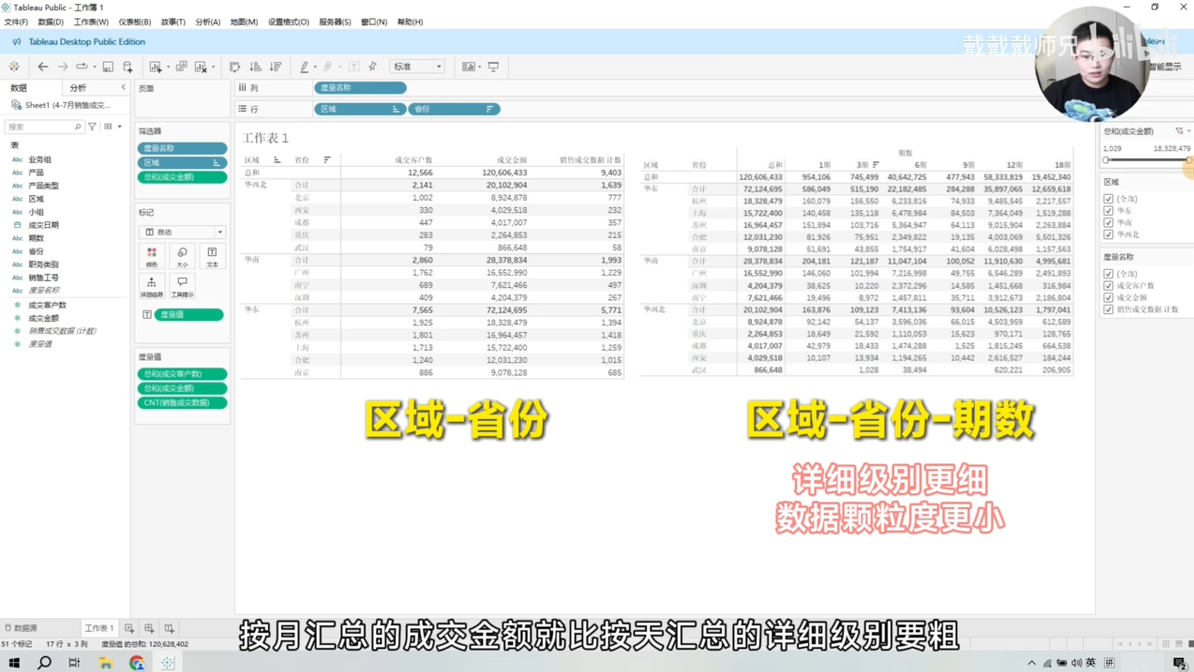 Tableau Public - 工作簿 1
文件(F) 数据(D) 工作表(W) 仪表板(B) 故事(T) 分析(A) 地图(M) 设置格式(O) 服务器(S) 窗口(N) 帮助(H)
Tableau Desktop Public Edition
戴戴戴师兄 bilibili
标准
智能显示
数据 分析
页面
列 度量名称
行 区域 省份
Sheet1 (4-7月销售成交...
搜索
表
Abc 业务组
Abc 产品
Abc 产品类型
Abc 区域
Abc 小组
成交日期
Abc 期数
Abc 省份
Abc 职务类别
Abc 销售工号
Abc 度量名称
成交客户数
成交金额
销售成交数据 (计数)
度量值
筛选器
度量名称
区域
总和(成交金额)
标记
自动
颜色 大小 文本
详细信息 工具提示
度量值
度量值
总和(成交客户数)
总和(成交金额)
CNT(销售成交数据)
工作表 1
区域 省份 成交客户数 成交金额 销售成交数据 计数
总和 12,566 120,606,433 9,403
华西北 合计 2,141 20,102,904 1,639
北京 1,002 8,924,878 777
西安 330 4,029,518 232
成都 447 4,017,007 357
重庆 283 2,264,853 215
武汉 79 866,648 58
华南 合计 2,860 28,378,834 1,993
广州 1,762 16,552,990 1,229
南宁 689 7,621,466 497
深圳 409 4,204,379 267
华东 合计 7,565 72,124,695 5,771
杭州 1,925 18,328,479 1,394
苏州 1,801 16,964,457 1,418
上海 1,713 15,722,400 1,259
合肥 1,240 12,031,230 1,015
南京 886 9,078,128 685
期数
区域 省份 总和 1期 3期 6期 9期 12期 18期
总和 120,606,433 954,106 745,499 40,642,725 477,943 58,333,819 19,452,340
华东 合计 72,124,695 586,049 515,190 22,182,485 284,288 35,897,065 12,659,618
杭州 18,328,479 160,079 156,550 6,233,816 74,933 9,485,545 2,217,557
上海 15,722,400 140,458 135,118 6,478,984 84,503 7,364,049 1,519,288
苏州 16,964,457 151,894 103,716 5,364,947 64,113 9,015,904 2,263,884
合肥 12,031,230 81,926 75,951 2,349,822 19,135 4,003,069 5,501,326
南京 9,078,128 51,691 43,855 1,754,917 41,604 6,028,498 1,157,563
华南 合计 28,378,834 204,181 121,187 11,047,104 100,052 11,910,630 4,995,681
广州 16,552,990 146,060 101,994 7,216,998 49,755 6,546,289 2,491,893
深圳 4,204,379 38,625 10,220 2,372,296 14,585 1,451,668 316,984
南宁 7,621,466 19,496 8,972 1,457,811 35,711 3,912,673 2,186,804
华西北 合计 20,102,904 163,876 109,123 7,413,136 93,604 10,526,123 1,797,041
北京 8,924,878 92,142 54,137 3,596,036 66,015 4,503,959 612,589
重庆 2,264,853 18,649 21,592 1,110,053 15,623 970,171 128,765
成都 4,017,007 42,979 18,433 1,474,288 1,525 1,815,245 664,538
西安 4,029,518 10,107 13,934 1,194,265 10,442 2,616,527 184,244
武汉 866,648 1,028 38,494 620,221 206,905
总和(成交金额)
1,029 18,328,479
区域
(全部)
华东
华南
华西北
度量名称
(全部)
成交客户数
成交金额
销售成交数据 计数
区域-省份
区域-省份-期数
详细级别更细
数据颗粒度更小
数据源 工作表 1
51 个标记 17 行 x 3 列 度量值 的总和: 120,628,402
按月汇总的成交金额就比按天汇总的详细级别要粗
英 拼